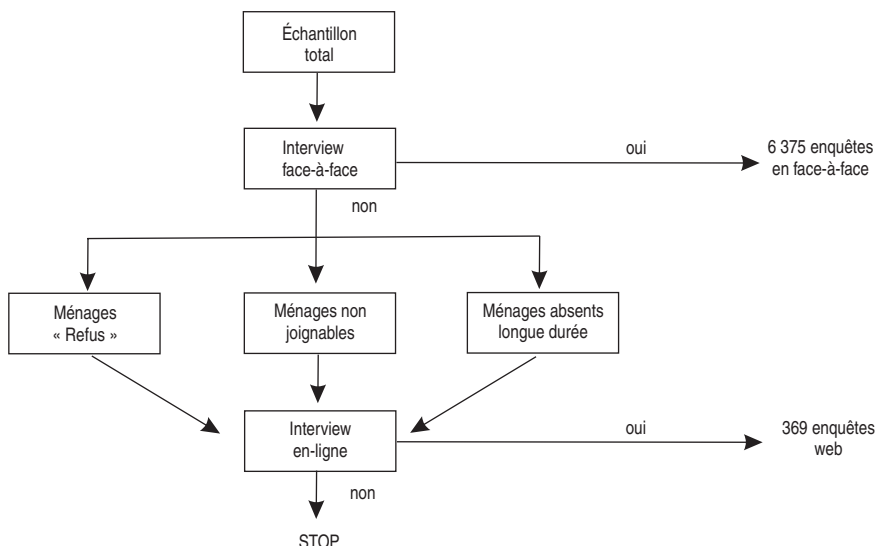 Échantillon
total
Interview
face-à-face
oui
6 375 enquêtes
en face-à-face
non
Ménages
« Refus »
Ménages non
joignables
Ménages absents
longue durée
Interview
en-ligne
oui
369 enquêtes
web
non
STOP